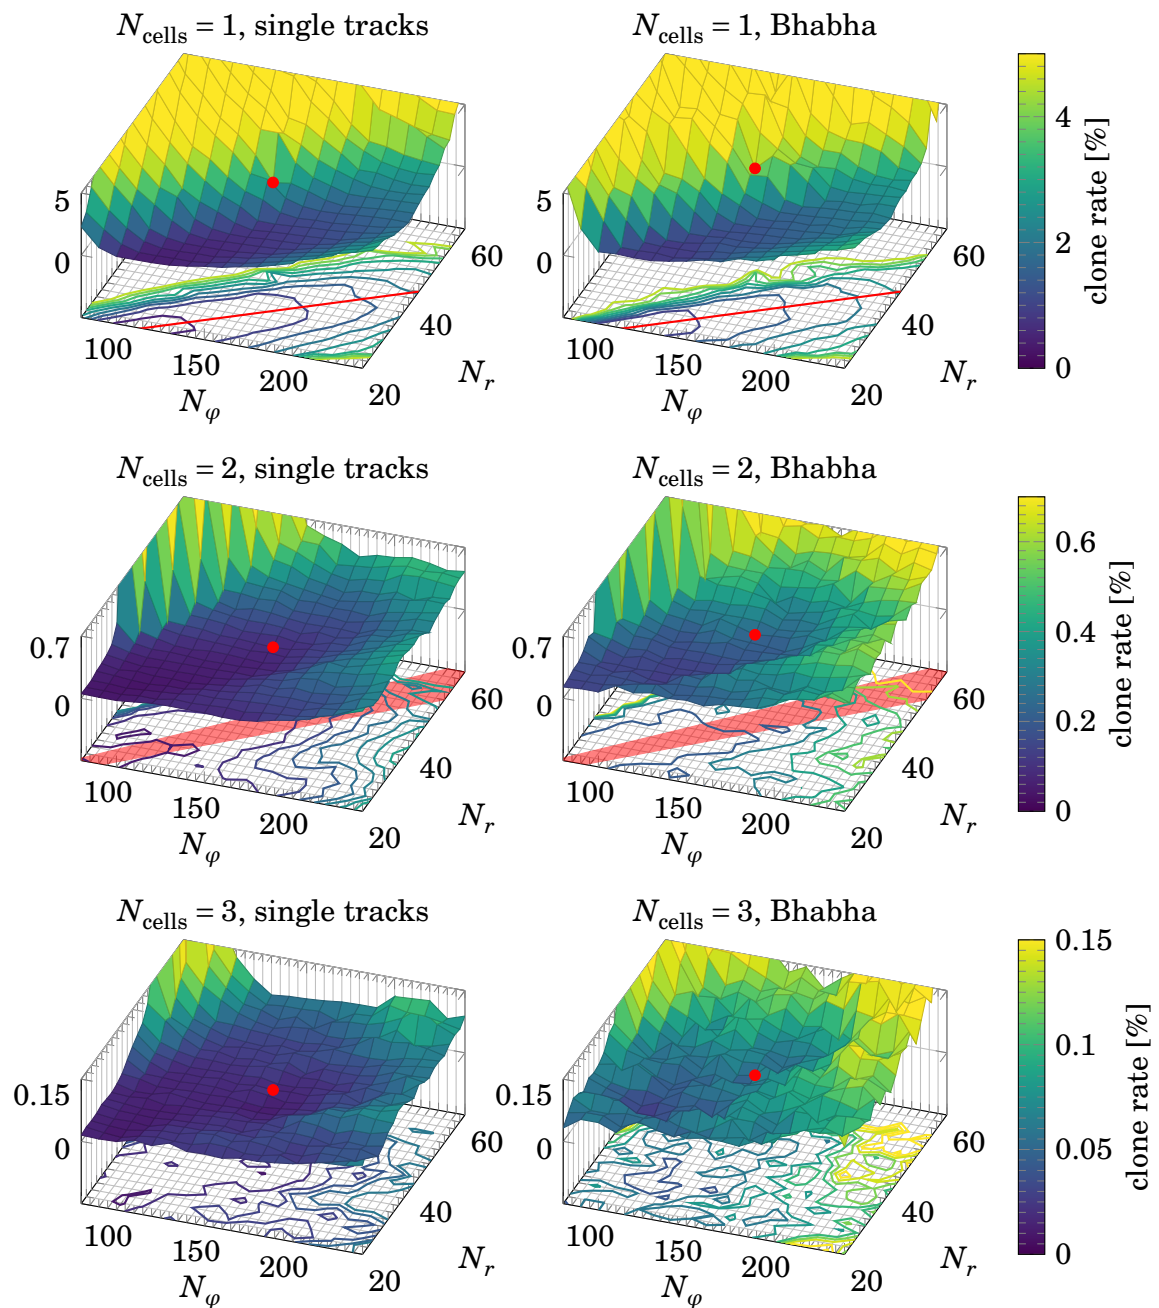 N_cells = 1, single tracks
N_cells = 1, Bhabha
5
0
100
150
200
N_φ
20
40
60
N_r
5
0
100
150
200
N_φ
20
40
60
N_r
4
2
0
clone rate [%]
N_cells = 2, single tracks
N_cells = 2, Bhabha
0.7
0
100
150
200
N_φ
20
40
60
N_r
0.7
0
100
150
200
N_φ
20
40
60
N_r
0.6
0.4
0.2
0
clone rate [%]
N_cells = 3, single tracks
N_cells = 3, Bhabha
0.15
0
100
150
200
N_φ
20
40
60
N_r
0.15
0
100
150
200
N_φ
20
40
60
N_r
0.15
0.1
0.05
0
clone rate [%]